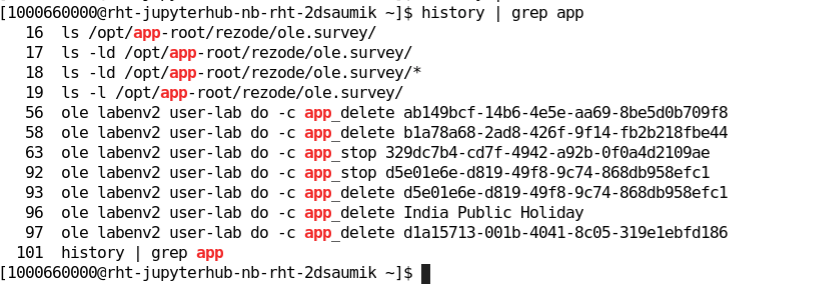 [1000660000@rht-jupyterhub-nb-rht-2dsaumik ~]$ history | grep app
16 ls /opt/app-root/rezode/ole.survey/
17 ls -ld /opt/app-root/rezode/ole.survey/
18 ls -ld /opt/app-root/rezode/ole.survey/*
19 ls -l /opt/app-root/rezode/ole.survey/
56 ole labenv2 user-lab do -c app_delete ab149bcf-14b6-4e5e-aa69-8be5d0b709f8
58 ole labenv2 user-lab do -c app_delete b1a78a68-2ad8-426f-9f14-fb2b218fbe44
63 ole labenv2 user-lab do -c app_stop 329dc7b4-cd7f-4942-a92b-0f0a4d2109ae
92 ole labenv2 user-lab do -c app_stop d5e01e6e-d819-49f8-9c74-868db958efc1
93 ole labenv2 user-lab do -c app_delete d5e01e6e-d819-49f8-9c74-868db958efc1
96 ole labenv2 user-lab do -c app_delete India Public Holiday
97 ole labenv2 user-lab do -c app_delete d1a15713-001b-4041-8c05-319e1ebfd186
101 history | grep app
[1000660000@rht-jupyterhub-nb-rht-2dsaumik ~]$